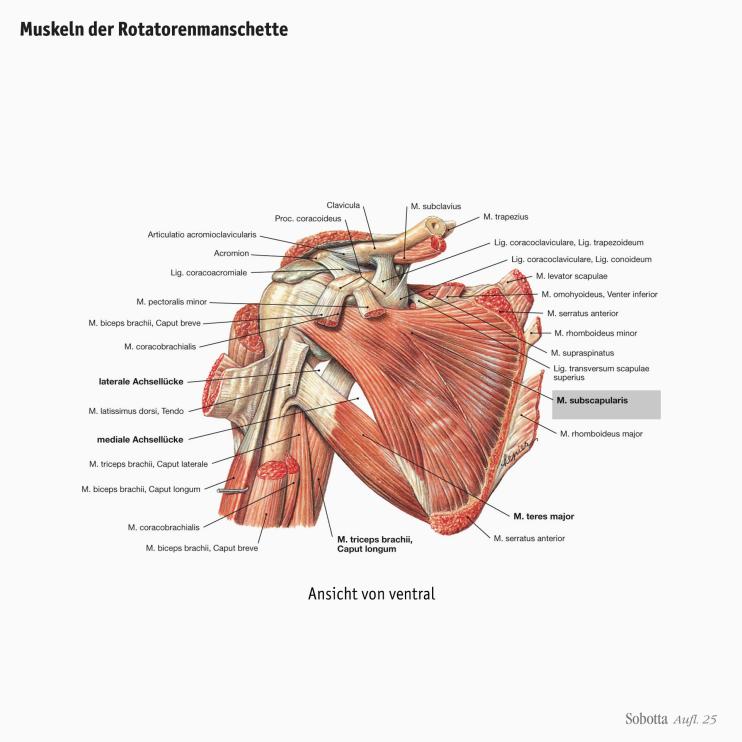 Muskeln der Rotatorenmanschette
Clavicula
M. subclavius
Proc. coracoideus
M. trapezius
Articulatio acromioclavicularis
Lig. coracoclaviculare, Lig. trapezoideum
Acromion
Lig. coracoclaviculare, Lig. conoideum
Lig. coracoacromiale
M. levator scapulae
M. pectoralis minor
M. omohyoideus, Venter inferior
M. serratus anterior
M. biceps brachii, Caput breve
M. rhomboideus minor
M. coracobrachialis
M. supraspinatus
Lig. transversum scapulae
superius
laterale Achsellücke
M. subscapularis
M. latissimus dorsi, Tendo
M. rhomboideus major
mediale Achsellücke
M. triceps brachii, Caput laterale
M. biceps brachii, Caput longum
M. teres major
M. coracobrachialis
M. serratus anterior
M. triceps brachii,
Caput longum
M. biceps brachii, Caput breve
Ansicht von ventral
Sobotta Aufl. 25